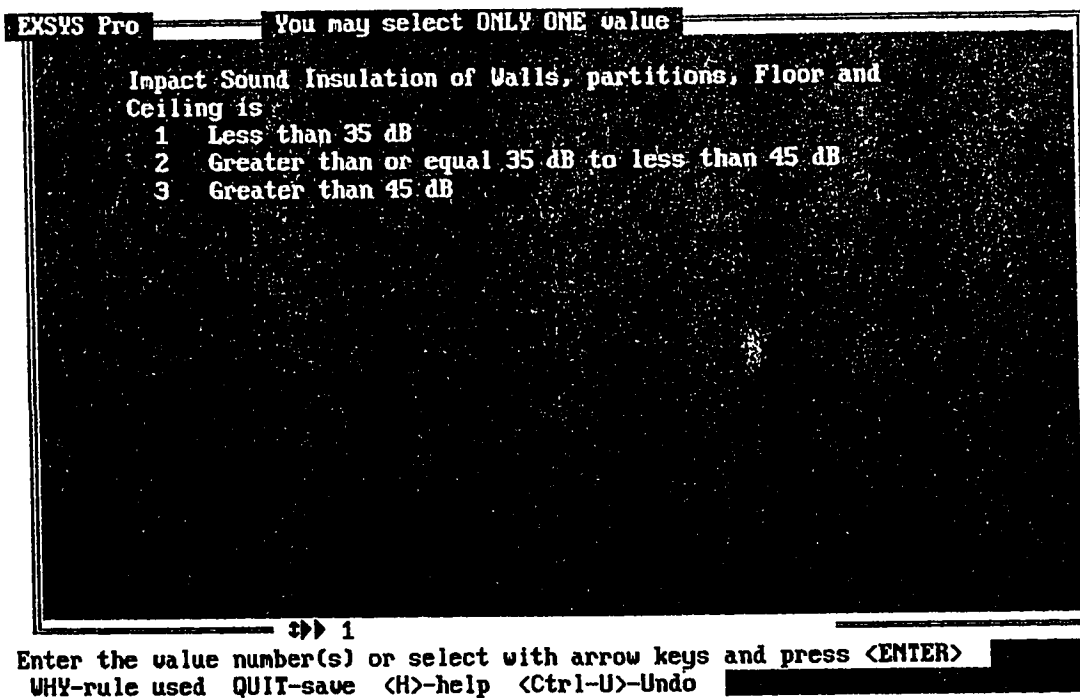 EXSYS Pro You may select ONLY ONE value
Impact Sound Insulation of Walls, partitions, Floor and
Ceiling is
1 Less than 35 dB
2 Greater than or equal 35 dB to less than 45 dB
3 Greater than 45 dB
1
Enter the value number(s) or select with arrow keys and press <ENTER>
WHY-rule used QUIT-save <H>-help <Ctrl-U>-Undo